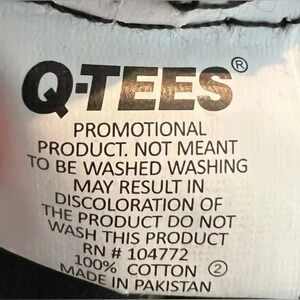 Q-TEES®
PROMOTIONAL
PRODUCT. NOT MEANT
TO BE WASHED WASHING
MAY RESULT IN
DISCOLORATION OF
THE PRODUCT DO NOT
WASH THIS PRODUCT
RN # 104772
100% COTTON ②
MADE IN PAKISTAN